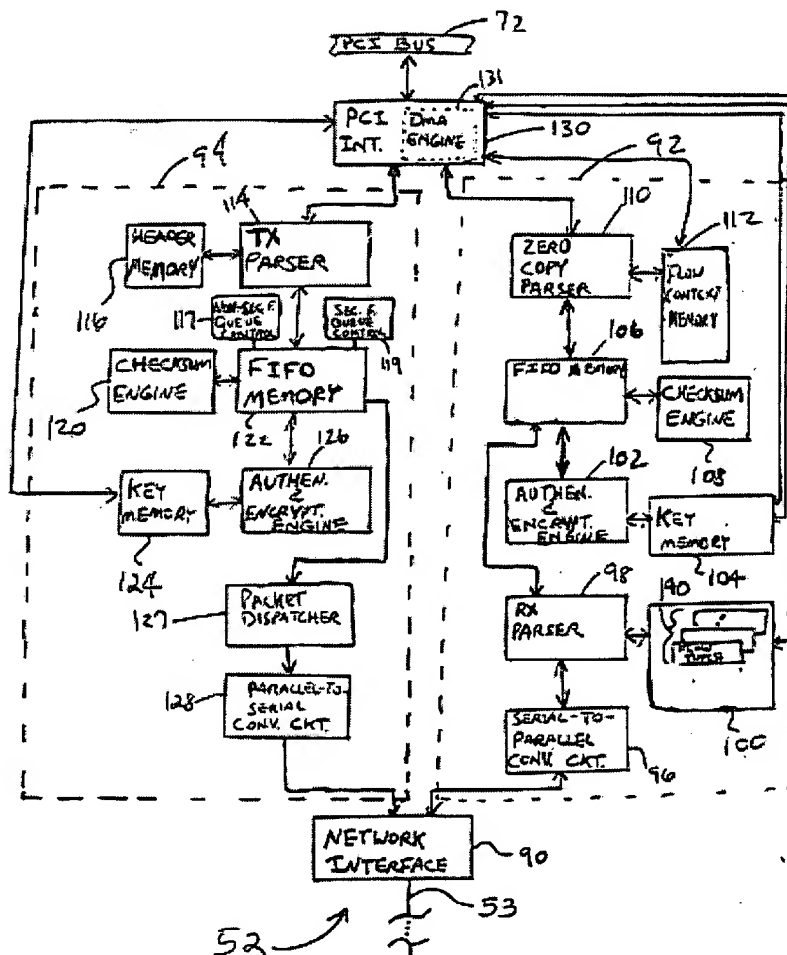 72
PCI BUS
131
PCI
INT.
DMA
ENGINE
130
94
92
114
TX
PARSER
HEADER
MEMORY
116
110
ZERO
COPY
PARSER
112
FLOW
CONTEXT
MEMORY
117
NON-SEC. F.
QUEUE
CONTROL
SEC. F.
QUEUE
CONTROL
119
106
FIFO MEMORY
CHECKSUM
ENGINE
120
FIFO
MEMORY
122
CHECKSUM
ENGINE
108
126
KEY
MEMORY
124
AUTHEN.
&
ENCRYPT.
ENGINE
102
AUTHEN.
&
ENCRYPT.
ENGINE
KEY
MEMORY
104
127
PACKET
DISPATCHER
98
RX
PARSER
140
FLOW
TUPLE
100
128
PARALLEL-TO-
SERIAL
CONV. CKT.
SERIAL-TO-
PARALLEL
CONV. CKT.
96
NETWORK
INTERFACE
90
53
52